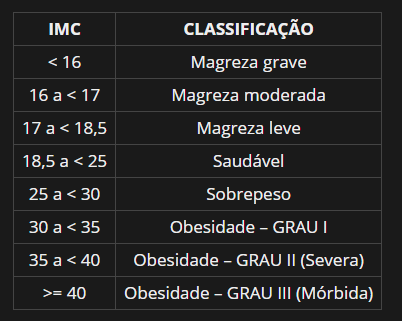 IMC CLASSIFICAÇÃO
< 16 Magreza grave
16 a < 17 Magreza moderada
17 a < 18,5 Magreza leve
18,5 a < 25 Saudável
25 a < 30 Sobrepeso
30 a < 35 Obesidade – GRAU I
35 a < 40 Obesidade – GRAU II (Severa)
>= 40 Obesidade – GRAU III (Mórbida)